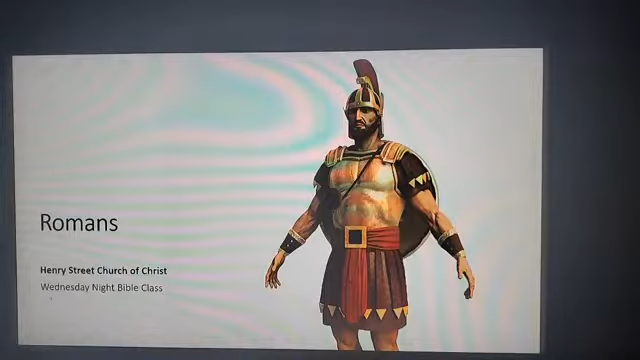 Romans
Henry Street Church of Christ
Wednesday Night Bible Class